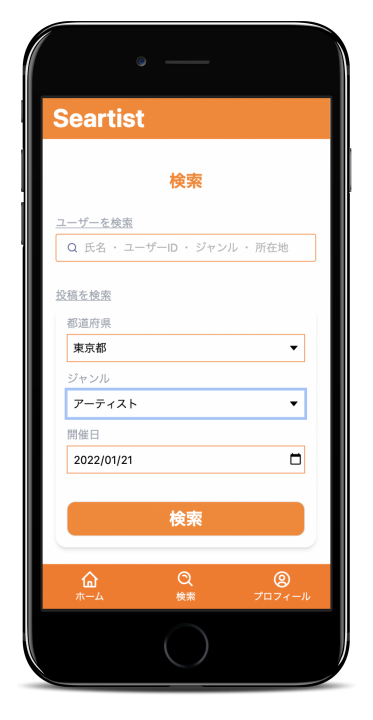 Seartist
検索
ユーザーを検索
氏名 ・ ユーザーID ・ ジャンル ・ 所在地
投稿を検索
都道府県
東京都
ジャンル
アーティスト
開催日
2022/01/21
検索
ホーム 検索 プロフィール